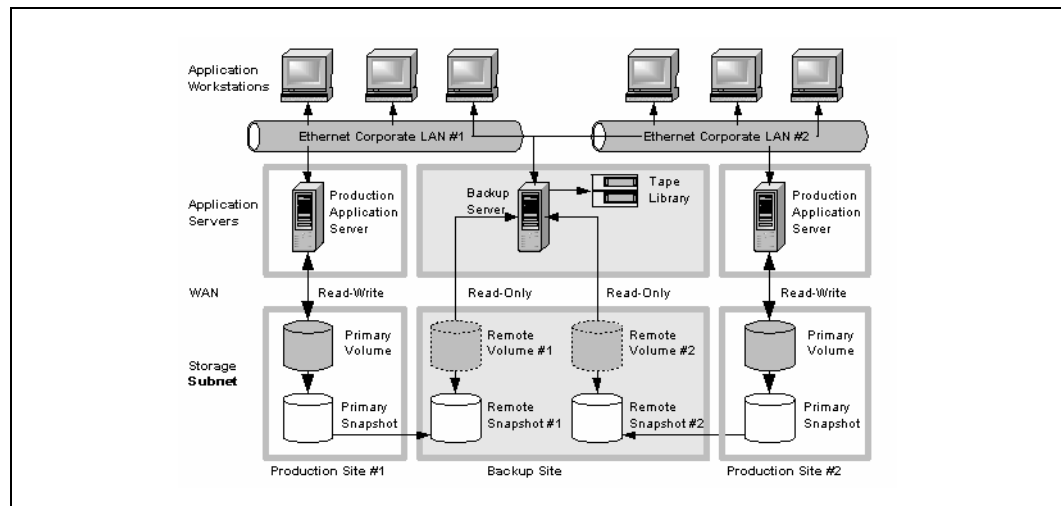 Application
Workstations
Ethernet Corporate LAN #1
Ethernet Corporate LAN #2
Application
Servers
Production
Application
Server
Backup
Server
Tape
Library
Production
Application
Server
WAN
Read-Write
Read-Only
Read-Only
Read-Write
Storage
Subnet
Primary
Volume
Remote
Volume #1
Remote
Volume #2
Primary
Volume
Primary
Snapshot
Remote
Snapshot #1
Remote
Snapshot #2
Primary
Snapshot
Production Site #1
Backup Site
Production Site #2